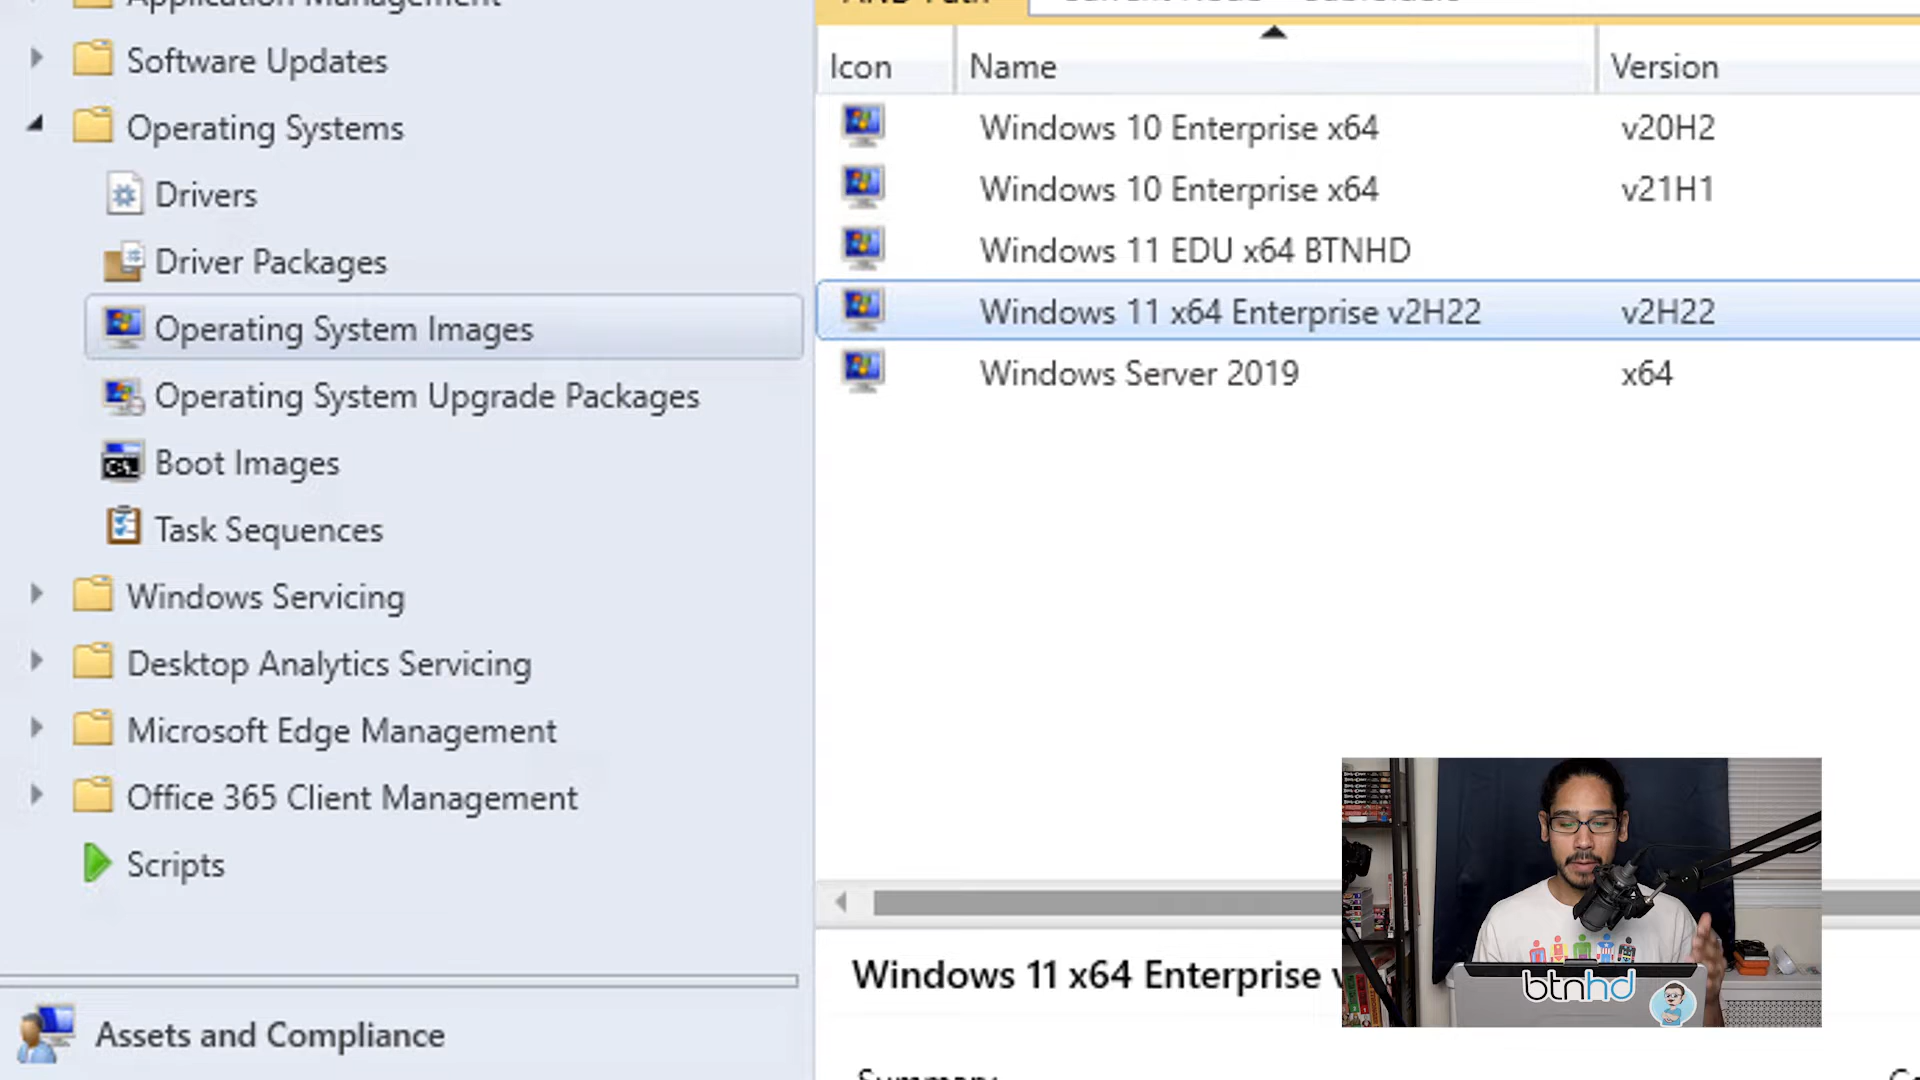 Application Management
Software Updates
Operating Systems
Drivers
Driver Packages
Operating System Images
Operating System Upgrade Packages
Boot Images
Task Sequences
Windows Servicing
Desktop Analytics Servicing
Microsoft Edge Management
Office 365 Client Management
Scripts
Assets and Compliance
Icon Name Version
Windows 10 Enterprise x64 v20H2
Windows 10 Enterprise x64 v21H1
Windows 11 EDU x64 BTNHD
Windows 11 x64 Enterprise v2H22 v2H22
Windows Server 2019 x64
Windows 11 x64 Enterprise v
Summary
btnhd